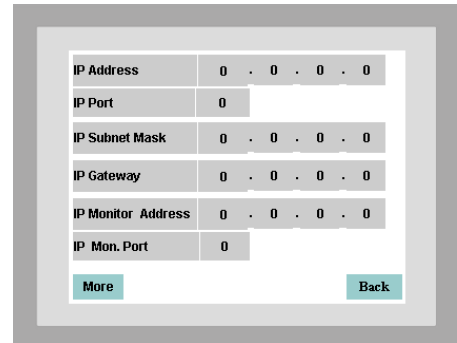 IP Address 0 . 0 . 0 . 0
IP Port 0
IP Subnet Mask 0 . 0 . 0 . 0
IP Gateway 0 . 0 . 0 . 0
IP Monitor Address 0 . 0 . 0 . 0
IP Mon. Port 0
More Back